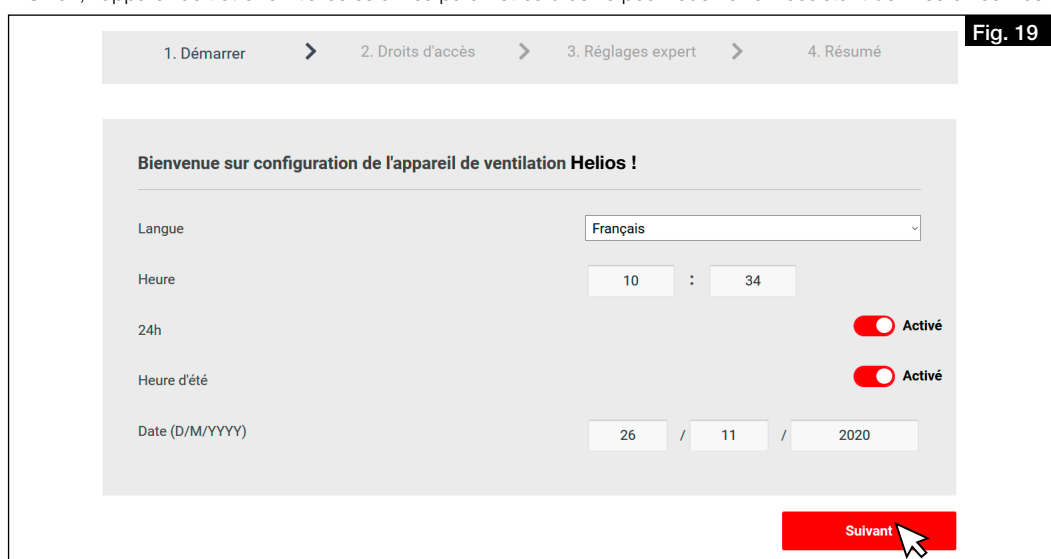 Fig. 19
1. Démarrer > 2. Droits d'accès > 3. Réglages expert > 4. Résumé
Bienvenue sur configuration de l'appareil de ventilation Helios !
Langue Français
Heure 10 : 34
24h Activé
Heure d'été Activé
Date (D/M/YYYY) 26 / 11 / 2020
Suivant